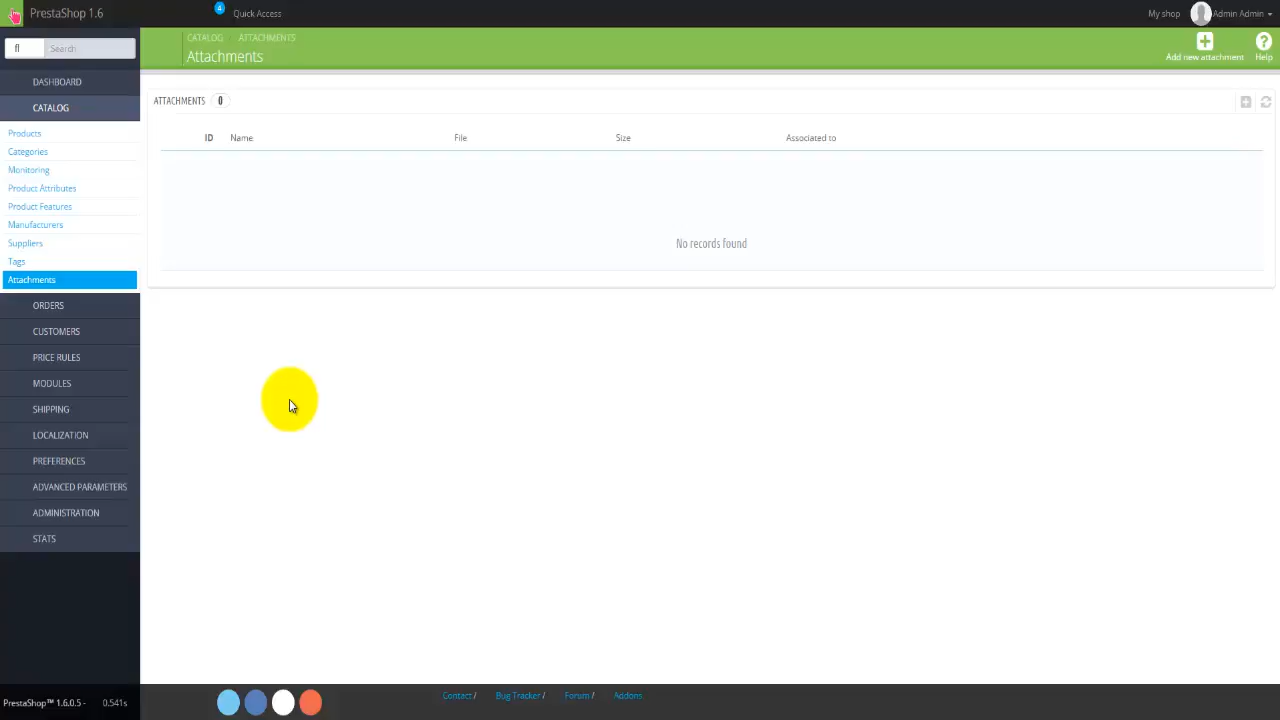 PrestaShop 1.6
4
Quick Access
My shop
Admin Admin
Search
CATALOG
ATTACHMENTS
Attachments
Add new attachment
Help
DASHBOARD
CATALOG
Products
Categories
Monitoring
Product Attributes
Product Features
Manufacturers
Suppliers
Tags
Attachments
ORDERS
CUSTOMERS
PRICE RULES
MODULES
SHIPPING
LOCALIZATION
PREFERENCES
ADVANCED PARAMETERS
ADMINISTRATION
STATS
ATTACHMENTS 0
ID Name File Size Associated to
No records found
PrestaShop™ 1.6.0.5 - 0.541s
Contact / Bug Tracker / Forum / Addons